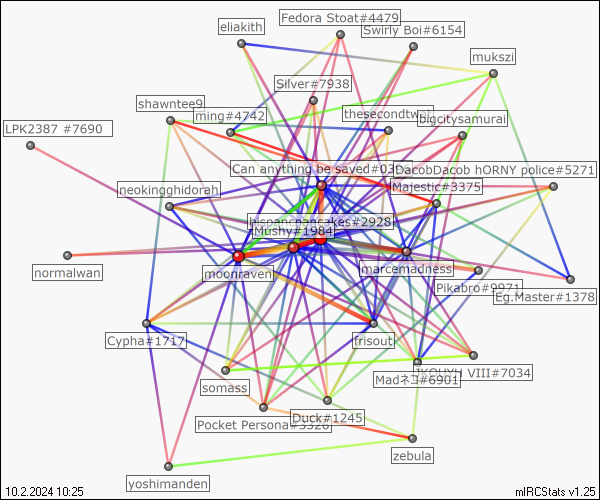 eliakith
Fedora Stoat#4479
Swirly Boi#6154
mukszi
Silver#7938
shawntee9
ming#4742
bigcitysamurai
LPK2387 #7690
Can anything be saved#03
DacobDacob hORNY police#5271
neokingghidorah
Majestic#3375
hispancpancakes#2928
Mushy#1984
moonraven
marcemadness
normalwan
Pikabro#9971
Eg.Master#1378
Cypha#1717
frisout
VIII#7034
Madネコ#6901
somass
Duck#1245
Pocket Persona#3326
zebula
yoshimanden
10.2.2024 10:25
mIRCStats v1.25